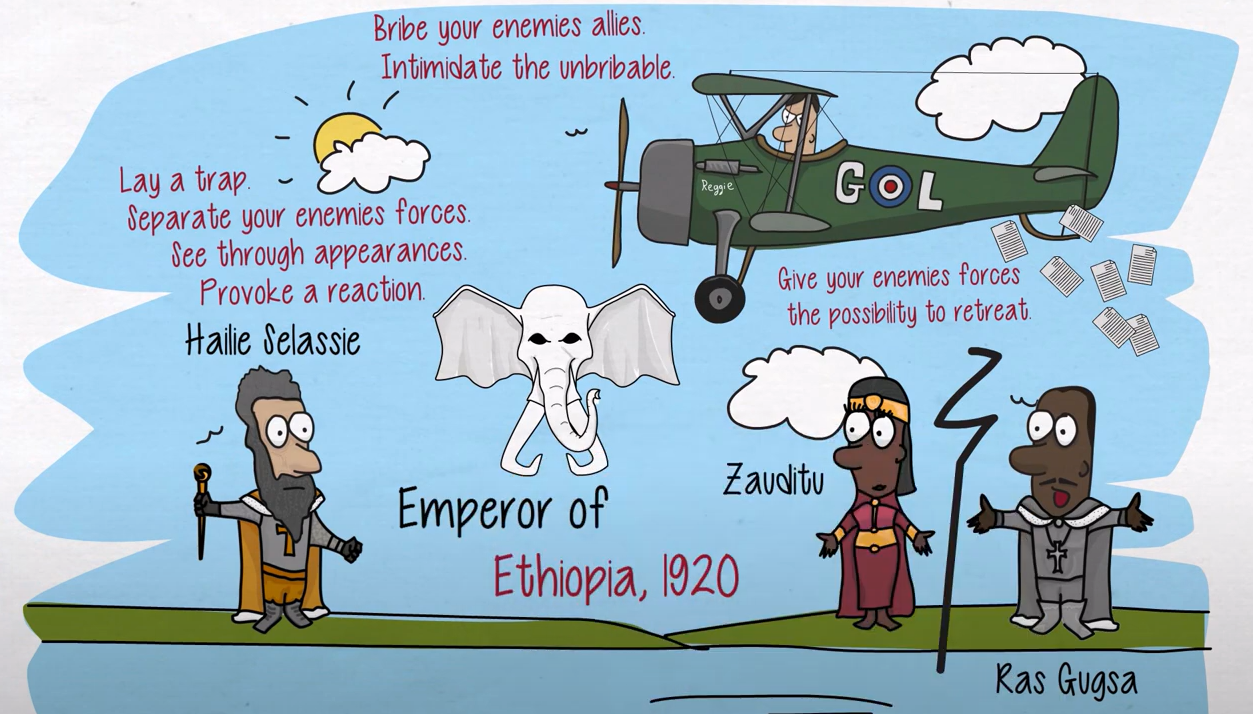 Bribe your enemies allies.
Intimidate the unbribable.
Lay a trap.
Separate your enemies forces.
See through appearances.
Provoke a reaction.
Hailie Selassie
Reggie
G O L
Give your enemies forces
the possibility to retreat.
Zauditu
Emperor of
Ethiopia, 1920
Ras Gugsa